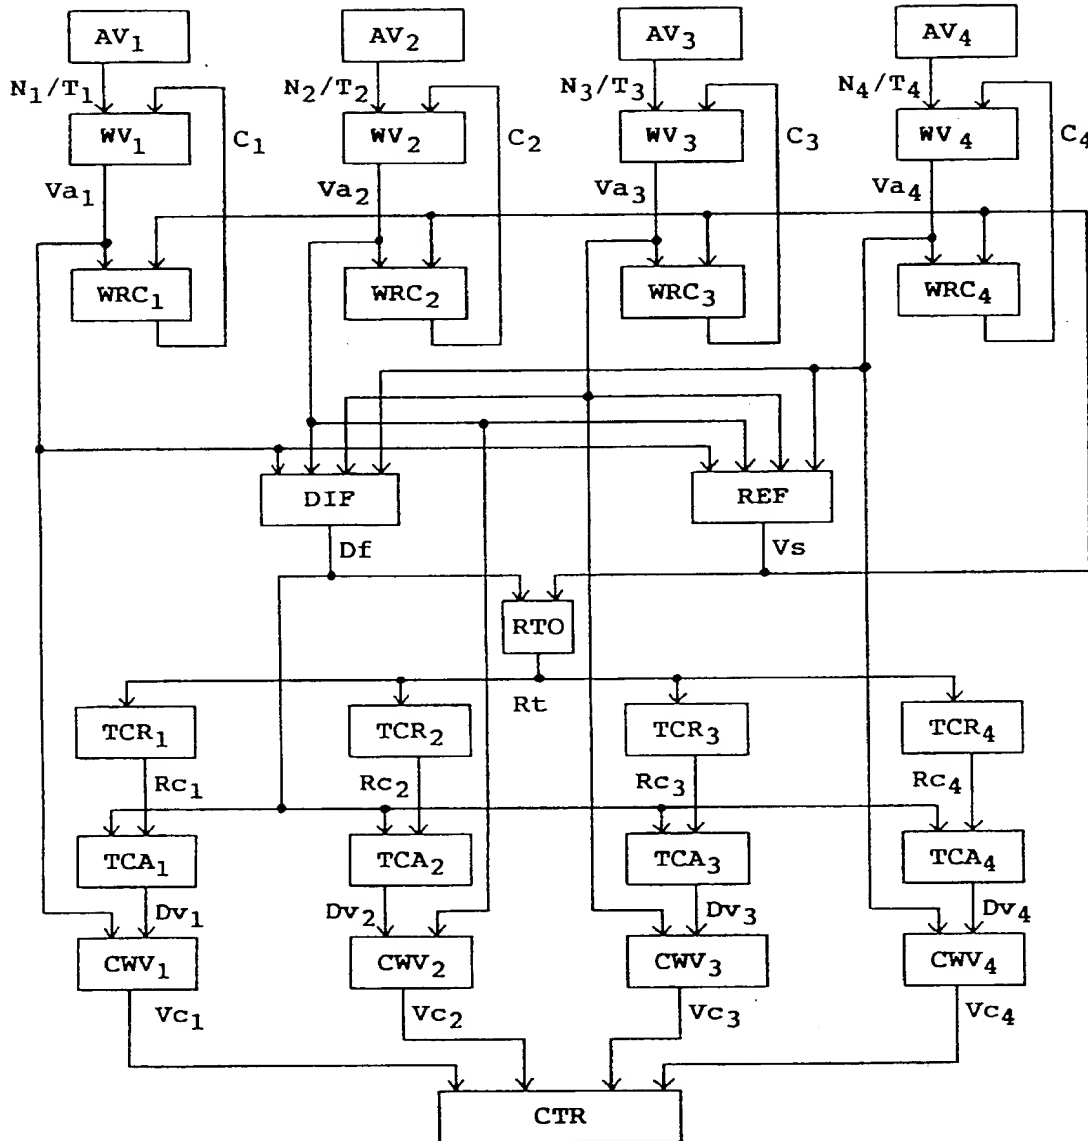 AV1 AV2 AV3 AV4
N1/T1 N2/T2 N3/T3 N4/T4
WV1 C1 WV2 C2 WV3 C3 WV4 C4
Va1 Va2 Va3 Va4
WRC1 WRC2 WRC3 WRC4
DIF REF
Df Vs
RTO
Rt
TCR1 TCR2 TCR3 TCR4
Rc1 Rc2 Rc3 Rc4
TCA1 TCA2 TCA3 TCA4
Dv1 Dv2 Dv3 Dv4
CWV1 CWV2 CWV3 CWV4
Vc1 Vc2 Vc3 Vc4
CTR